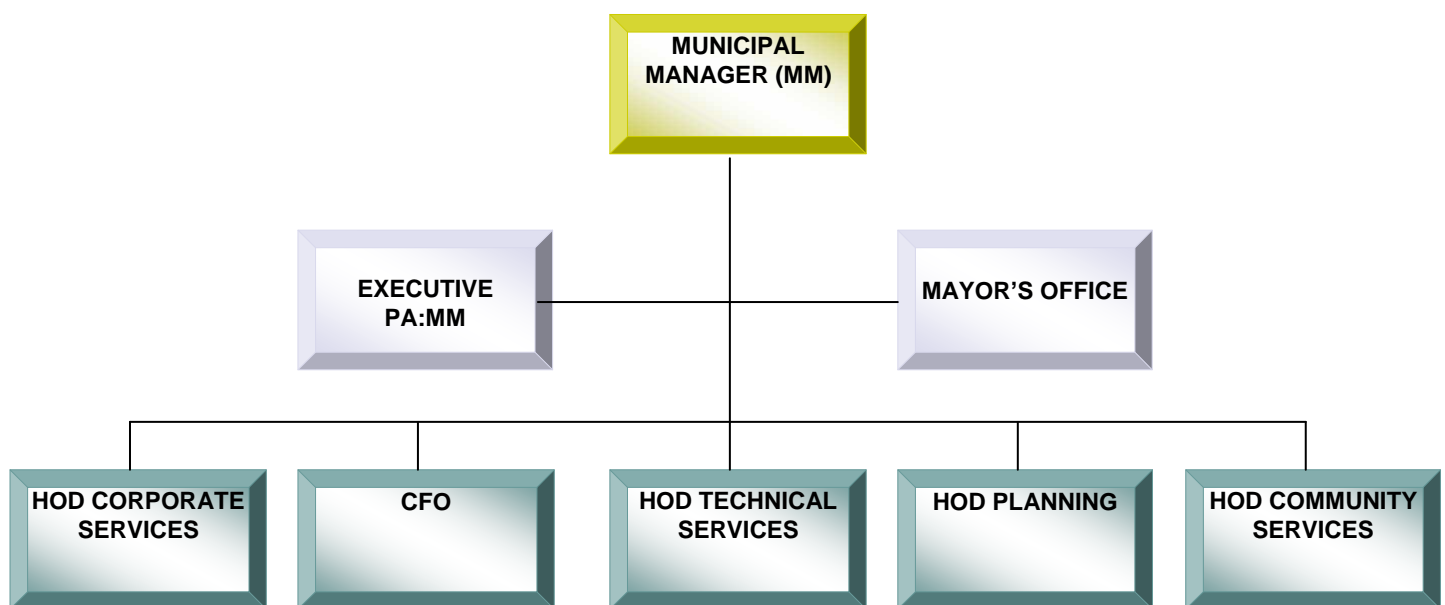 MUNICIPAL
MANAGER (MM)
EXECUTIVE
PA:MM
MAYOR’S OFFICE
HOD CORPORATE
SERVICES
CFO
HOD TECHNICAL
SERVICES
HOD PLANNING
HOD COMMUNITY
SERVICES